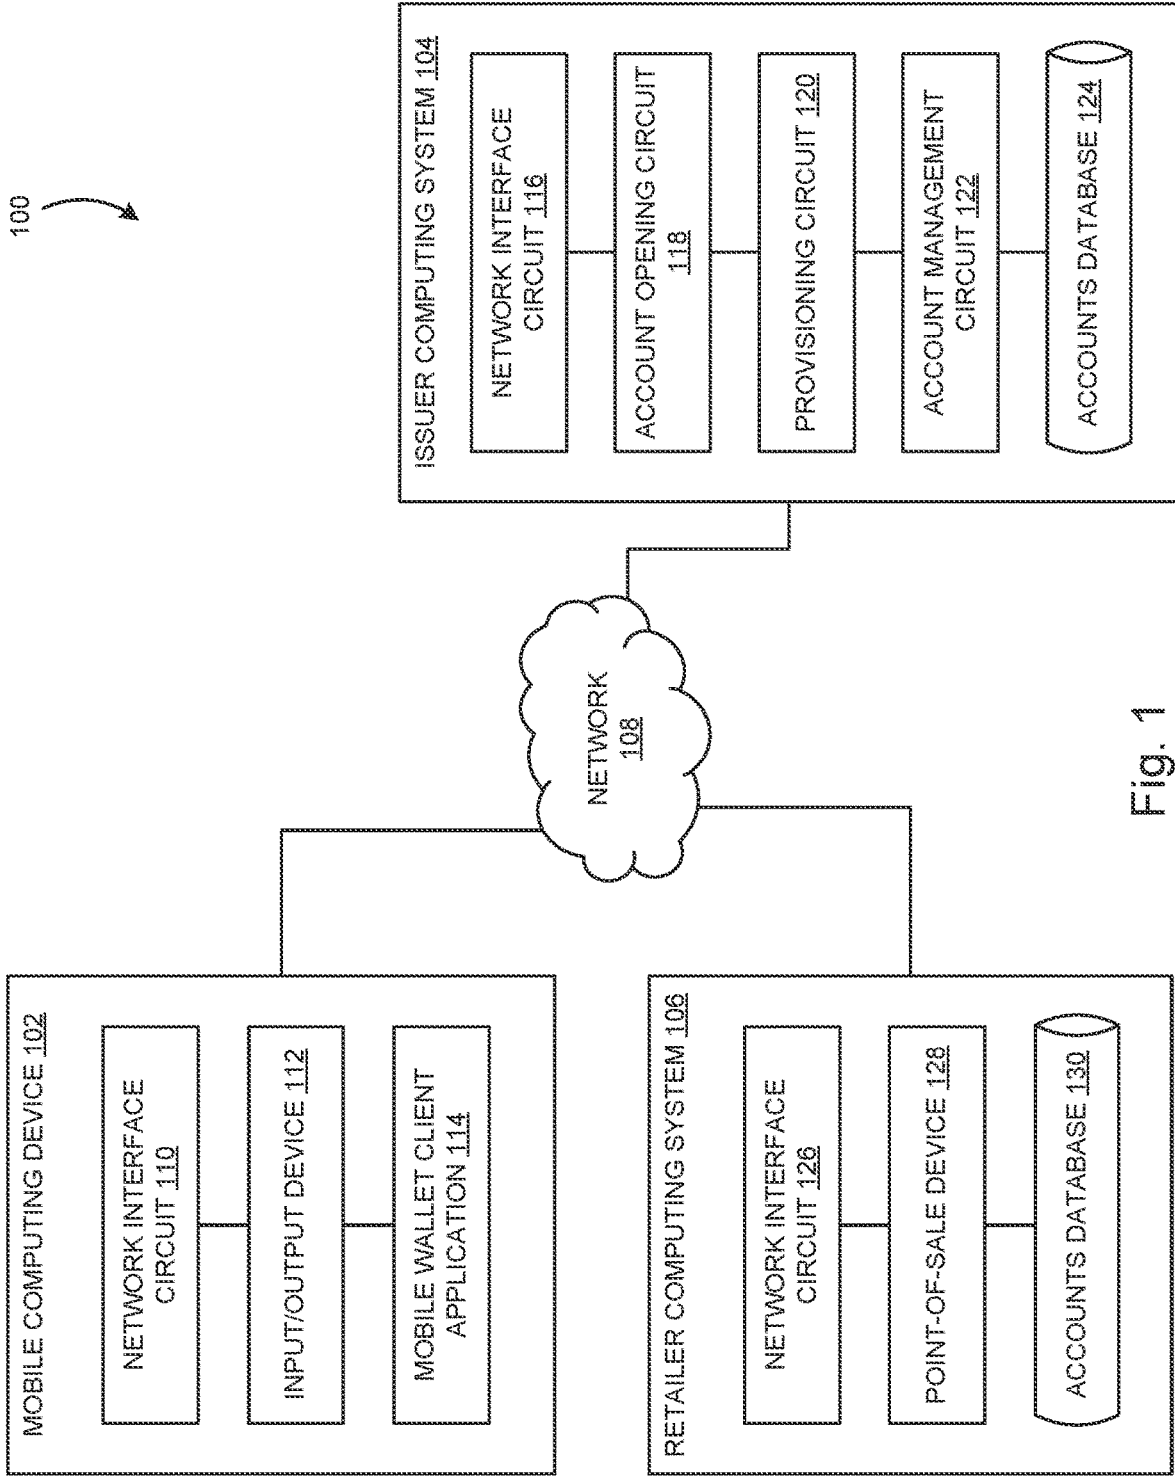 100
MOBILE COMPUTING DEVICE 102
NETWORK INTERFACE
CIRCUIT 110
INPUT/OUTPUT DEVICE 112
MOBILE WALLET CLIENT
APPLICATION 114
NETWORK
108
ISSUER COMPUTING SYSTEM 104
NETWORK INTERFACE
CIRCUIT 116
ACCOUNT OPENING CIRCUIT
118
PROVISIONING CIRCUIT 120
ACCOUNT MANAGEMENT
CIRCUIT 122
ACCOUNTS DATABASE 124
RETAILER COMPUTING SYSTEM 106
NETWORK INTERFACE
CIRCUIT 126
POINT-OF-SALE DEVICE 128
ACCOUNTS DATABASE 130
Fig. 1